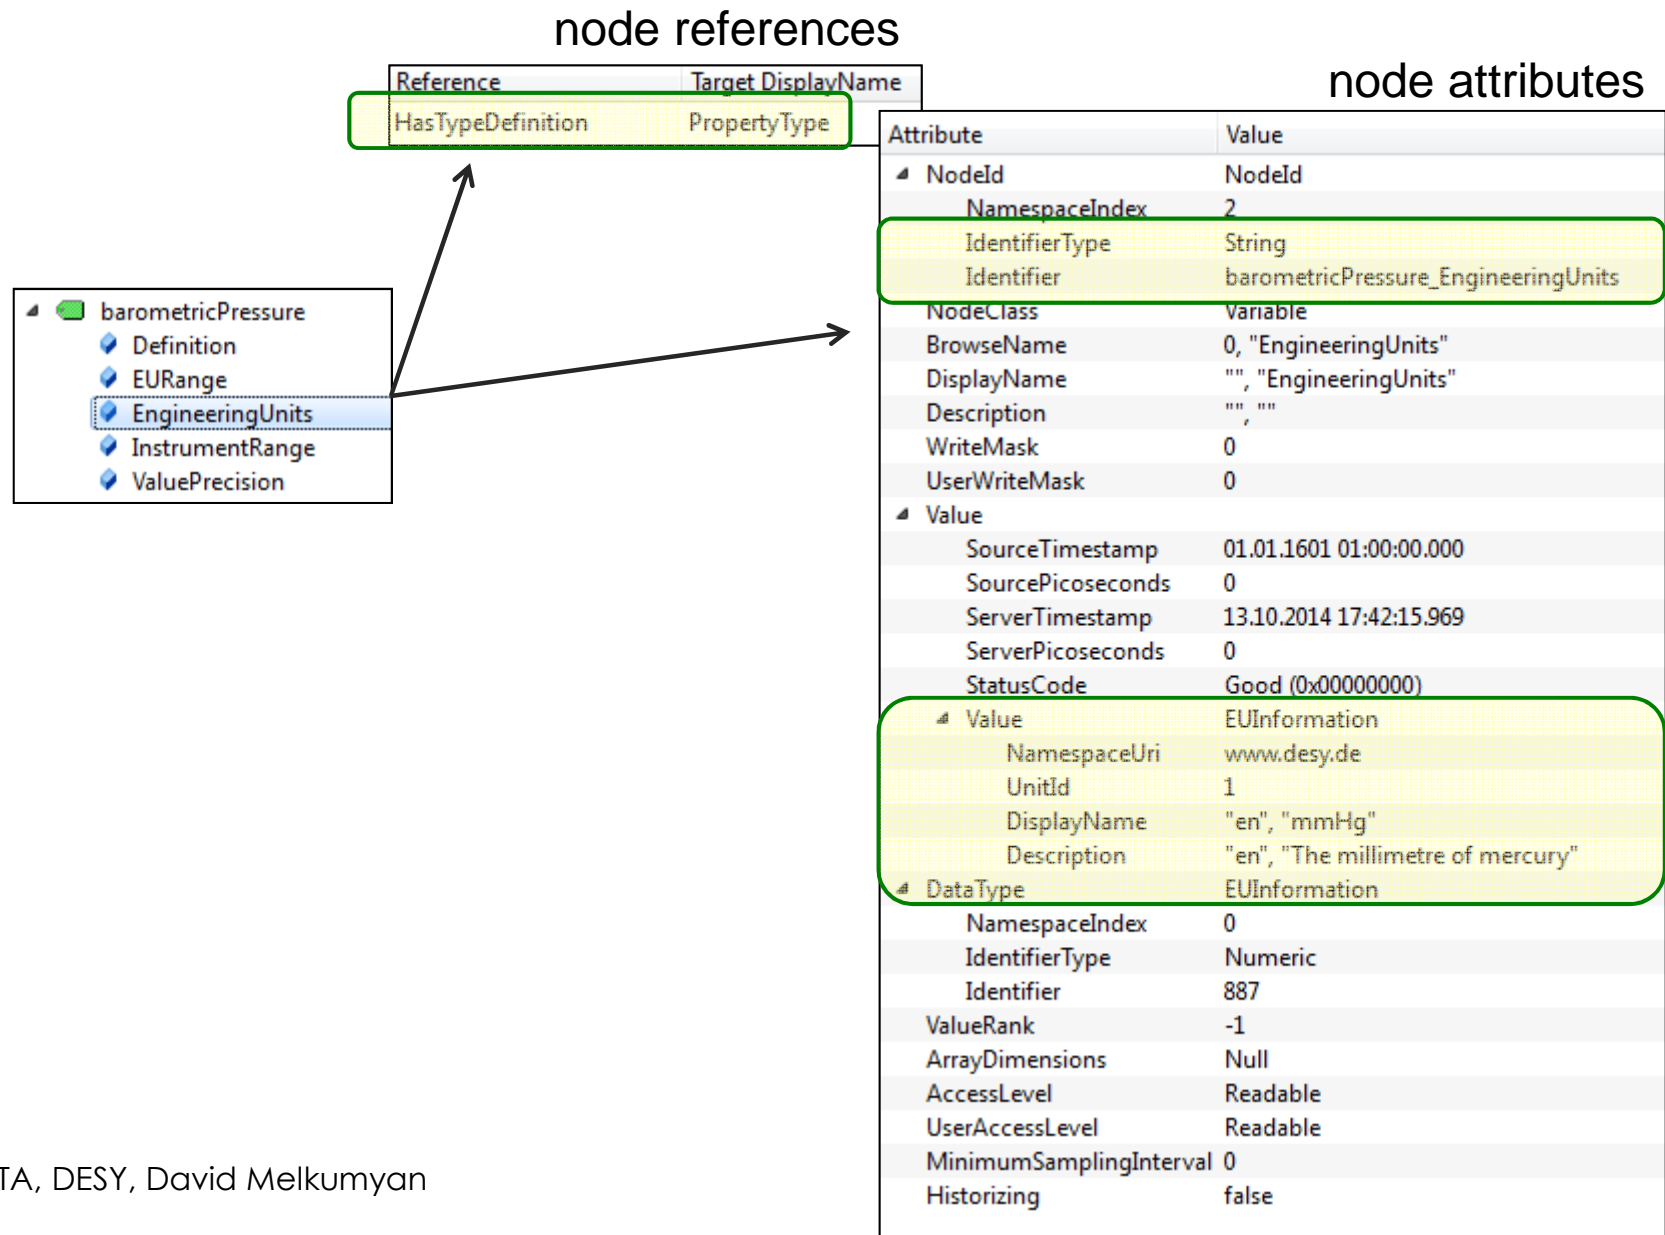 node references
Reference Target DisplayName
HasTypeDefinition PropertyType
node attributes
Attribute Value
NodeId NodeId
NamespaceIndex 2
IdentifierType String
Identifier barometricPressure_EngineeringUnits
NodeClass Variable
BrowseName 0, "EngineeringUnits"
DisplayName "", "EngineeringUnits"
Description "", ""
WriteMask 0
UserWriteMask 0
Value
SourceTimestamp 01.01.1601 01:00:00.000
SourcePicoseconds 0
ServerTimestamp 13.10.2014 17:42:15.969
ServerPicoseconds 0
StatusCode Good (0x00000000)
Value EUInformation
NamespaceUri www.desy.de
UnitId 1
DisplayName "en", "mmHg"
Description "en", "The millimetre of mercury"
DataType EUInformation
NamespaceIndex 0
IdentifierType Numeric
Identifier 887
ValueRank -1
ArrayDimensions Null
AccessLevel Readable
UserAccessLevel Readable
MinimumSamplingInterval 0
Historizing false
barometricPressure
Definition
EURange
EngineeringUnits
InstrumentRange
ValuePrecision
TA, DESY, David Melkumyan